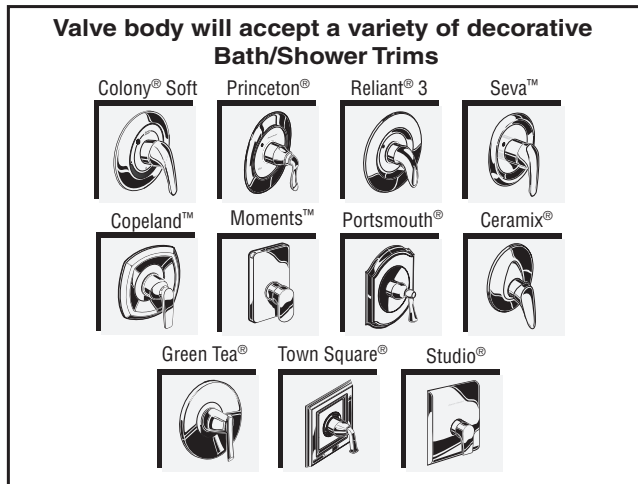 Valve body will accept a variety of decorative
Bath/Shower Trims
Colony® Soft Princeton® Reliant® 3 Seva™
Copeland™ Moments™ Portsmouth® Ceramix®
Green Tea® Town Square® Studio®